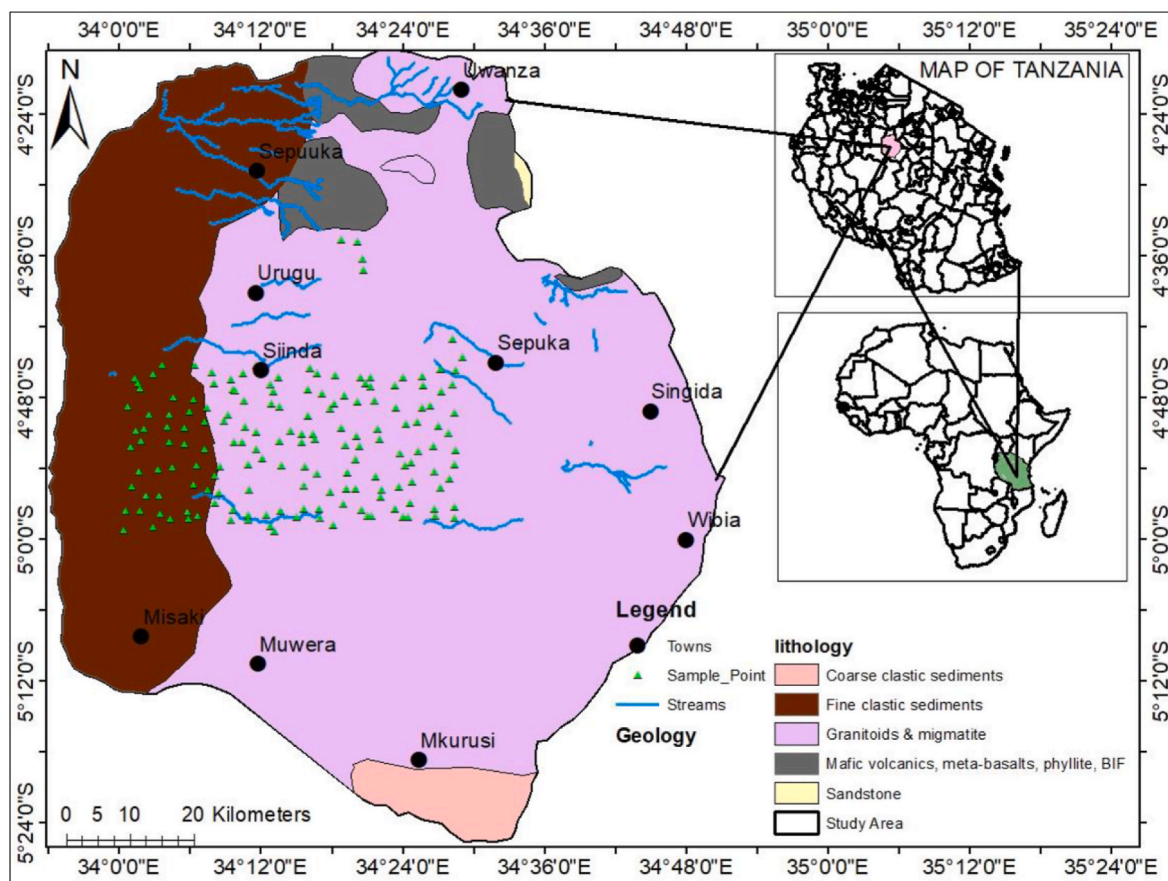 34°0'0"E 34°12'0"E 34°24'0"E 34°36'0"E 34°48'0"E 35°0'0"E 35°12'0"E 35°24'0"E
N
MAP OF TANZANIA
Uwanza
4°24'0"S 4°24'0"S
Sepuuka
4°36'0"S 4°36'0"S
Urugu
Sepuka
Siinda
4°48'0"S 4°48'0"S
Singida
5°0'0"S 5°0'0"S
Wibia
Misaki
Muwera
5°12'0"S 5°12'0"S
Mkurusi
5°24'0"S 5°24'0"S
Legend
Towns
Sample_Point
Streams
Geology
lithology
Coarse clastic sediments
Fine clastic sediments
Granitoids & migmatite
Mafic volcanics, meta-basalts, phyllite, BIF
Sandstone
Study Area
0 5 10 20 Kilometers
34°0'0"E 34°12'0"E 34°24'0"E 34°36'0"E 34°48'0"E 35°0'0"E 35°12'0"E 35°24'0"E